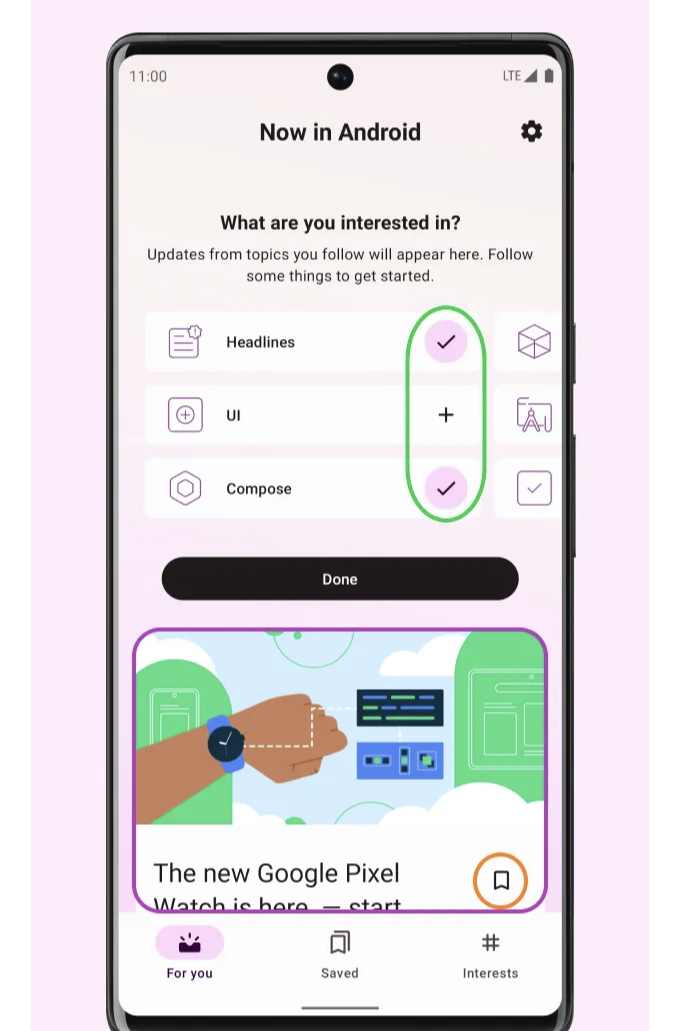 11:00
LTE
Now in Android
What are you interested in?
Updates from topics you follow will appear here. Follow
some things to get started.
Headlines
UI
Compose
Done
The new Google Pixel
Watch is here — start
For you
Saved
Interests